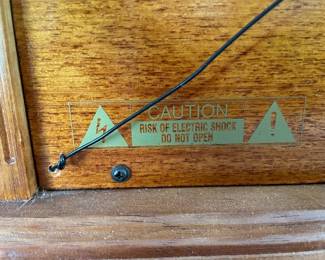 CAUTION
RISK OF ELECTRIC SHOCK
DO NOT OPEN